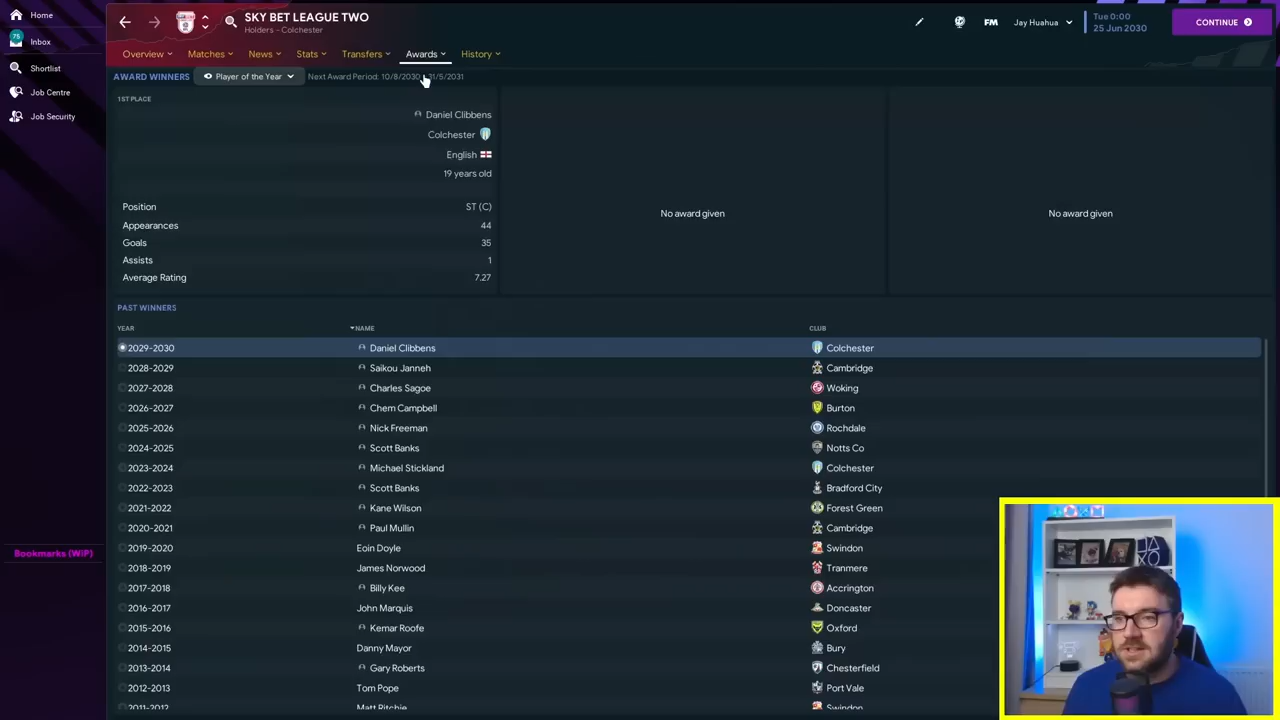 Home
SKY BET LEAGUE TWO
Holders - Colchester
FM
Jay Huahua
Tue 0:00
25 Jun 2030
CONTINUE
75
Inbox
Shortlist
Job Centre
Job Security
Bookmarks (WiP)
Overview
Matches
News
Stats
Transfers
Awards
History
AWARD WINNERS
Player of the Year
Next Award Period: 10/8/2030 - 31/5/2031
1ST PLACE
Daniel Clibbens
Colchester
English
19 years old
Position ST (C)
Appearances 44
Goals 35
Assists 1
Average Rating 7.27
No award given
No award given
PAST WINNERS
YEAR NAME CLUB
2029-2030 Daniel Clibbens Colchester
2028-2029 Saikou Janneh Cambridge
2027-2028 Charles Sagoe Woking
2026-2027 Chem Campbell Burton
2025-2026 Nick Freeman Rochdale
2024-2025 Scott Banks Notts Co
2023-2024 Michael Stickland Colchester
2022-2023 Scott Banks Bradford City
2021-2022 Kane Wilson Forest Green
2020-2021 Paul Mullin Cambridge
2019-2020 Eoin Doyle Swindon
2018-2019 James Norwood Tranmere
2017-2018 Billy Kee Accrington
2016-2017 John Marquis Doncaster
2015-2016 Kemar Roofe Oxford
2014-2015 Danny Mayor Bury
2013-2014 Gary Roberts Chesterfield
2012-2013 Tom Pope Port Vale
2011-2012 Matt Ritchie Swindon